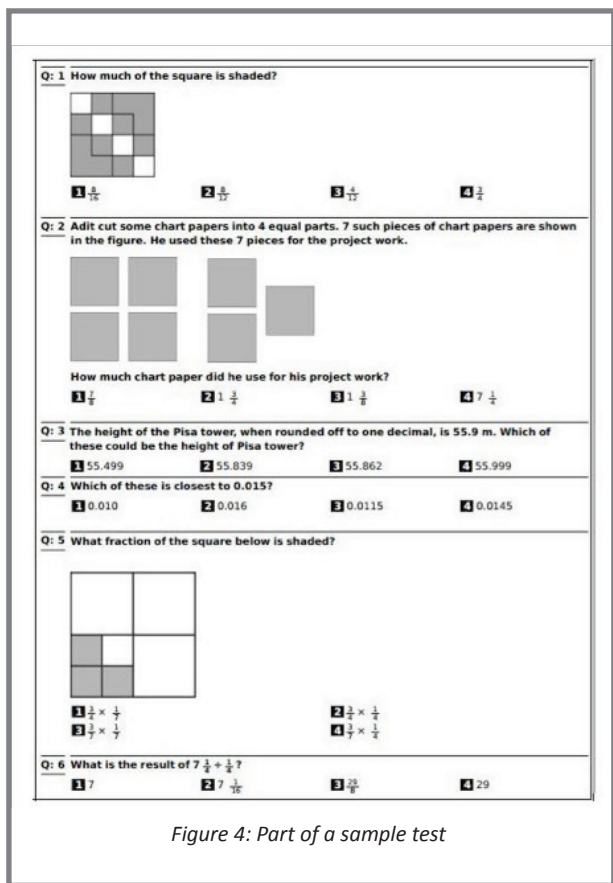 Q: 1 How much of the square is shaded?
1 8/16 2 8/12 3 4/12 4 3/4
Q: 2 Adit cut some chart papers into 4 equal parts. 7 such pieces of chart papers are shown
in the figure. He used these 7 pieces for the project work.
How much chart paper did he use for his project work?
1 7/8 2 1 3/4 3 1 3/8 4 7 1/4
Q: 3 The height of the Pisa tower, when rounded off to one decimal, is 55.9 m. Which of
these could be the height of Pisa tower?
1 55.499 2 55.839 3 55.862 4 55.999
Q: 4 Which of these is closest to 0.015?
1 0.010 2 0.016 3 0.0115 4 0.0145
Q: 5 What fraction of the square below is shaded?
1 3/4 × 1/7 2 3/4 × 1/4
3 3/7 × 1/7 4 3/7 × 1/4
Q: 6 What is the result of 7 1/4 ÷ 1/4 ?
1 7 2 7 1/16 3 29/8 4 29
Figure 4: Part of a sample test